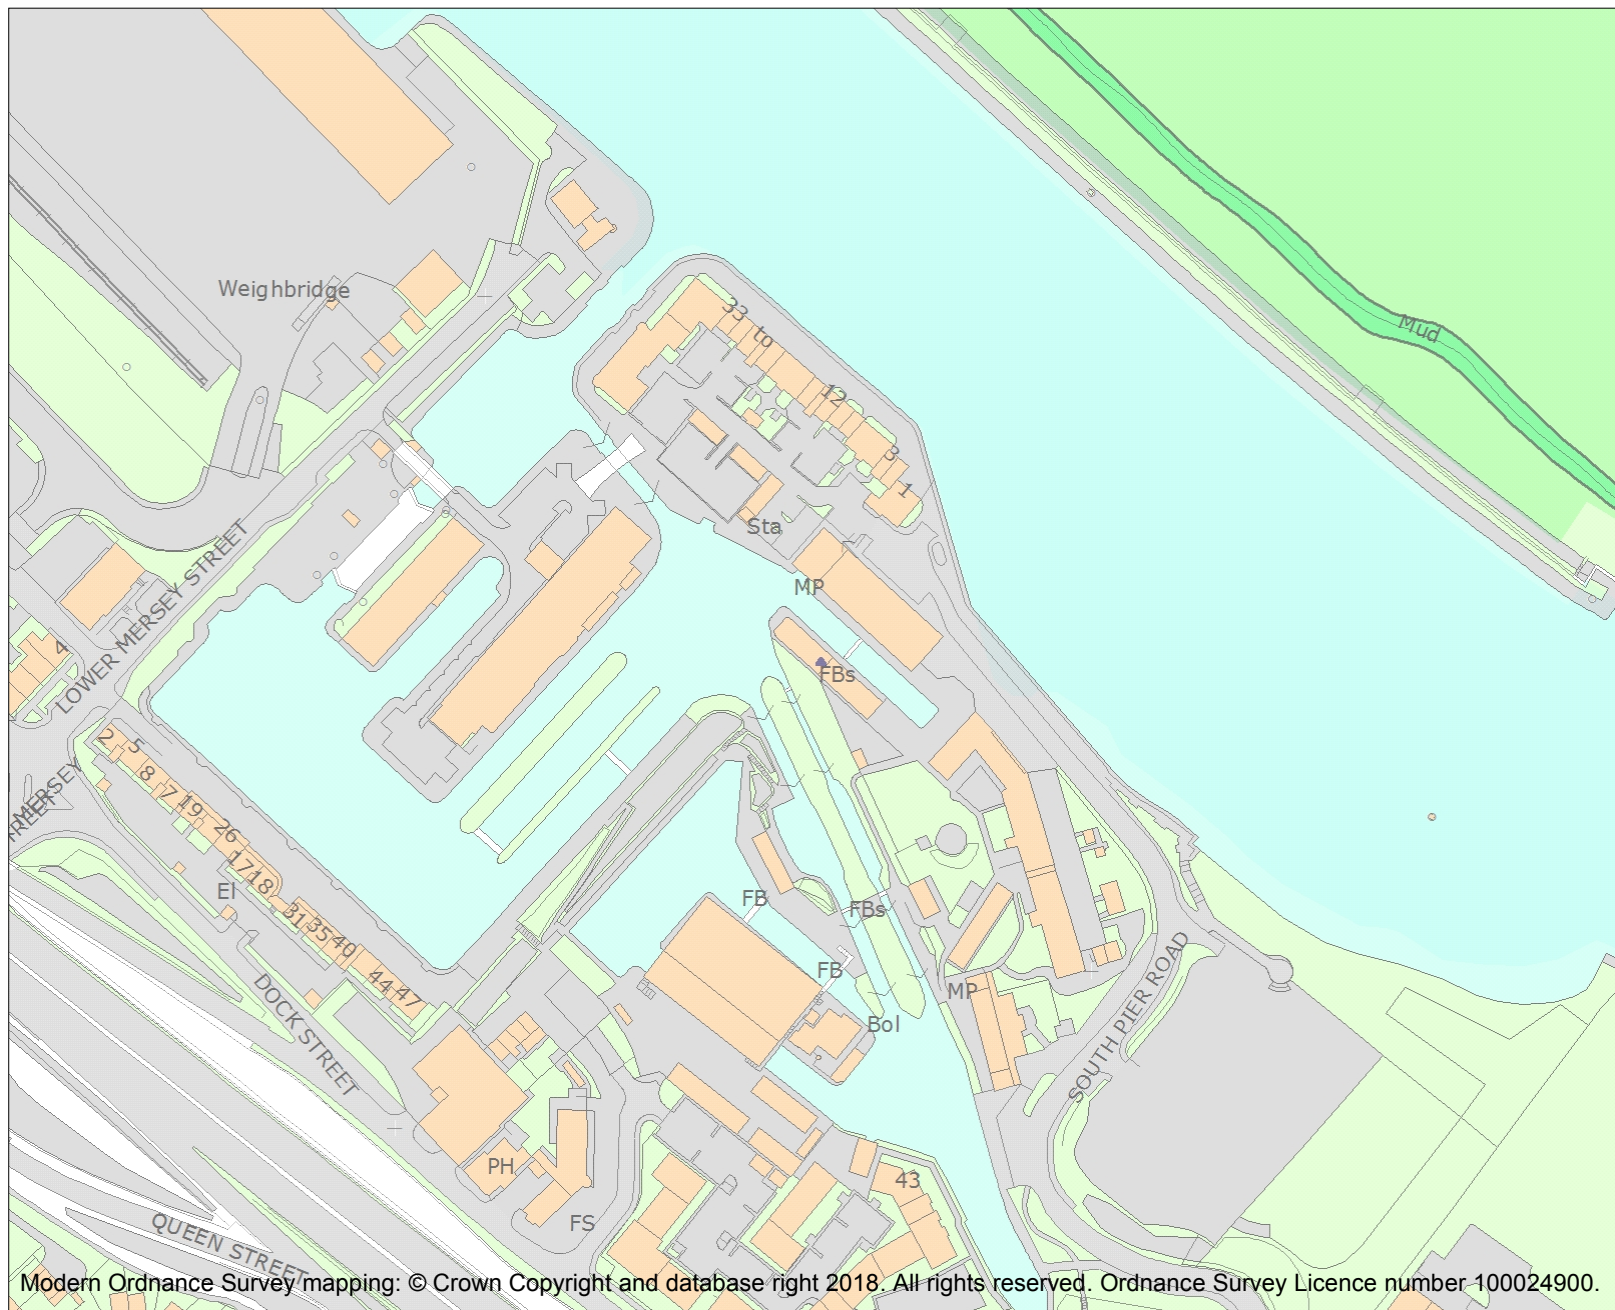 Weighbridge
33 to
12
3
1
Mud
Sta
MP
FBs
LOWER MERSEY STREET
4
2
5
8
7
19
26
17
18
31
35
40
44
47
El
MERSEY
DOCK STREET
FB
FBs
FB
MP
Bol
SOUTH PIER ROAD
PH
FS
43
QUEEN STREET
Modern Ordnance Survey mapping: © Crown Copyright and database right 2018. All rights reserved. Ordnance Survey Licence number 100024900.